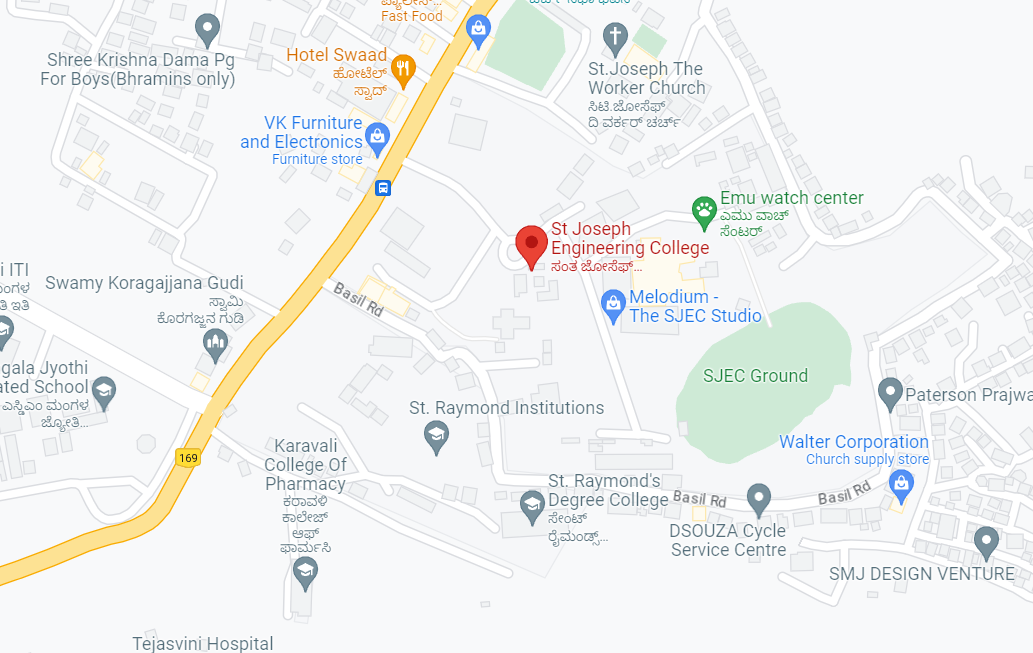 Fast Food
Shree Krishna Dama Pg
For Boys(Bhramins only)
Hotel Swaad
ಹೋಟೆಲ್
ಸ್ವಾದ್
St.Joseph The
Worker Church
ಸಿಟಿ.ಜೋಸೆಫ್
ದಿ ವರ್ಕರ್ ಚರ್ಚ್
VK Furniture
and Electronics
Furniture store
Emu watch center
ಎಮು ವಾಚ್
ಸೆಂಟರ್
St Joseph
Engineering College
ಸಂತ ಜೋಸೆಫ್...
i ITI
Swamy Koragajjana Gudi
ಸ್ವಾಮಿ
ಕೊರಗಜ್ಜನ ಗುಡಿ
Basil Rd
Melodium -
The SJEC Studio
gala Jyothi
ated School
ಎಸ್ಡಿಎಂ ಮಂಗಳ
ಜ್ಯೋತಿ...
SJEC Ground
Paterson Prajwa
St. Raymond Institutions
Walter Corporation
Church supply store
169
Karavali
College Of
Pharmacy
ಕರಾವಳಿ
ಕಾಲೇಜ್
ಆಫ್
ಫಾರ್ಮಸಿ
St. Raymond's
Degree College
ಸೇಂಟ್
ರೈಮಂಡ್ಸ್...
Basil Rd
Basil Rd
DSOUZA Cycle
Service Centre
SMJ DESIGN VENTURE
Tejasvini Hospital